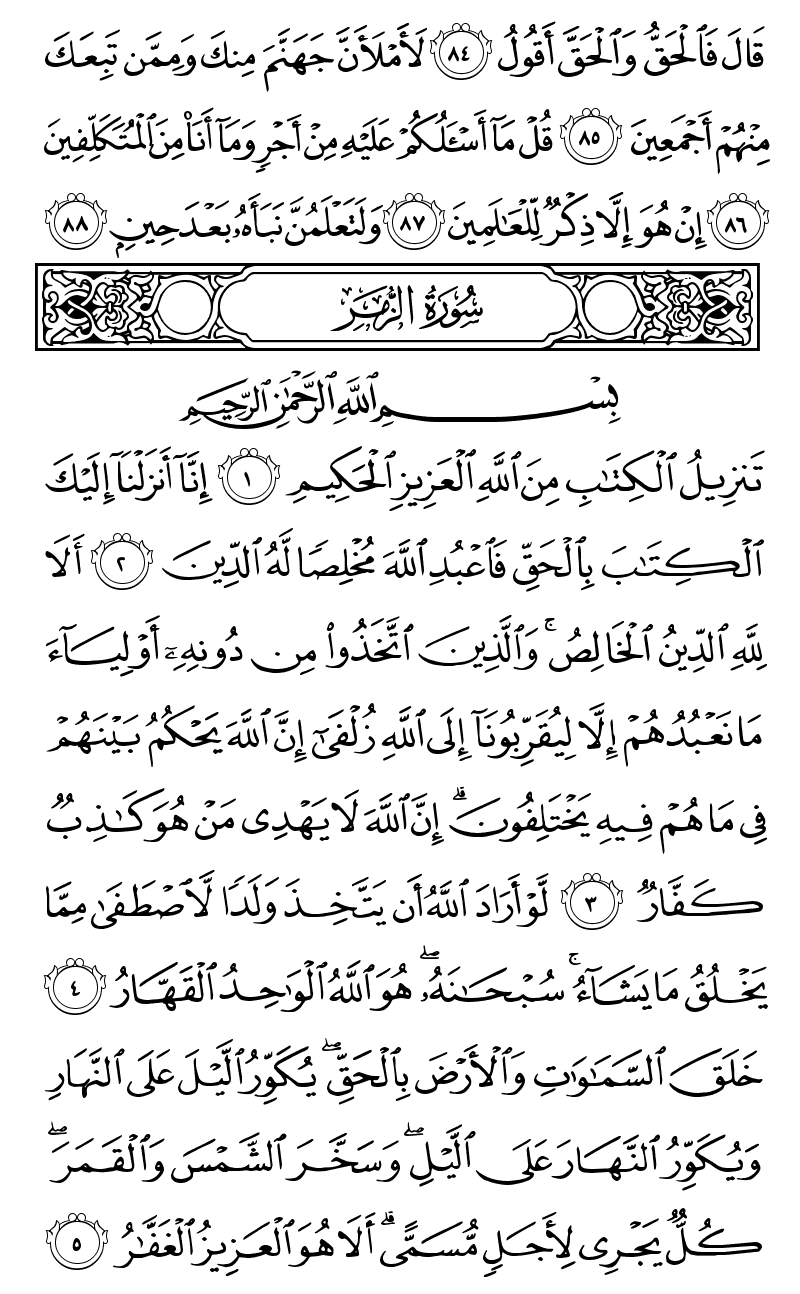 قَالَ فَٱلْحَقُّ وَٱلْحَقَّ أَقُولُ ٨٤ لَأَمْلَأَنَّ جَهَنَّمَ مِنكَ وَمِمَّن تَبِعَكَ
مِنْهُمْ أَجْمَعِينَ ٨٥ قُلْ مَآ أَسْـَٔلُكُمْ عَلَيْهِ مِنْ أَجْرٍ وَمَآ أَنَا۠ مِنَ ٱلْمُتَكَلِّفِينَ
٨٦ إِنْ هُوَ إِلَّا ذِكْرٌ لِّلْعَـٰلَمِينَ ٨٧ وَلَتَعْلَمُنَّ نَبَأَهُۥ بَعْدَ حِينٍۭ ٨٨
سُورَةُ الزُّمَرِ
بِسْمِ ٱللَّهِ ٱلرَّحْمَـٰنِ ٱلرَّحِيمِ
تَنزِيلُ ٱلْكِتَـٰبِ مِنَ ٱللَّهِ ٱلْعَزِيزِ ٱلْحَكِيمِ ١ إِنَّآ أَنزَلْنَآ إِلَيْكَ
ٱلْكِتَـٰبَ بِٱلْحَقِّ فَٱعْبُدِ ٱللَّهَ مُخْلِصًا لَّهُ ٱلدِّينَ ٢ أَلَا
لِلَّهِ ٱلدِّينُ ٱلْخَالِصُ ۚ وَٱلَّذِينَ ٱتَّخَذُوا۟ مِن دُونِهِۦٓ أَوْلِيَآءَ
مَا نَعْبُدُهُمْ إِلَّا لِيُقَرِّبُونَآ إِلَى ٱللَّهِ زُلْفَىٰٓ إِنَّ ٱللَّهَ يَحْكُمُ بَيْنَهُمْ
فِى مَا هُمْ فِيهِ يَخْتَلِفُونَ ۗ إِنَّ ٱللَّهَ لَا يَهْدِى مَنْ هُوَ كَـٰذِبٌ
كَفَّارٌ ٣ لَّوْ أَرَادَ ٱللَّهُ أَن يَتَّخِذَ وَلَدًا لَّٱصْطَفَىٰ مِمَّا
يَخْلُقُ مَا يَشَآءُ ۚ سُبْحَـٰنَهُۥ ۖ هُوَ ٱللَّهُ ٱلْوَٰحِدُ ٱلْقَهَّارُ ٤
خَلَقَ ٱلسَّمَـٰوَٰتِ وَٱلْأَرْضَ بِٱلْحَقِّ ۖ يُكَوِّرُ ٱلَّيْلَ عَلَى ٱلنَّهَارِ
وَيُكَوِّرُ ٱلنَّهَارَ عَلَى ٱلَّيْلِ ۖ وَسَخَّرَ ٱلشَّمْسَ وَٱلْقَمَرَ ۖ
كُلٌّ يَجْرِى لِأَجَلٍ مُّسَمًّى ۗ أَلَا هُوَ ٱلْعَزِيزُ ٱلْغَفَّـٰرُ ٥